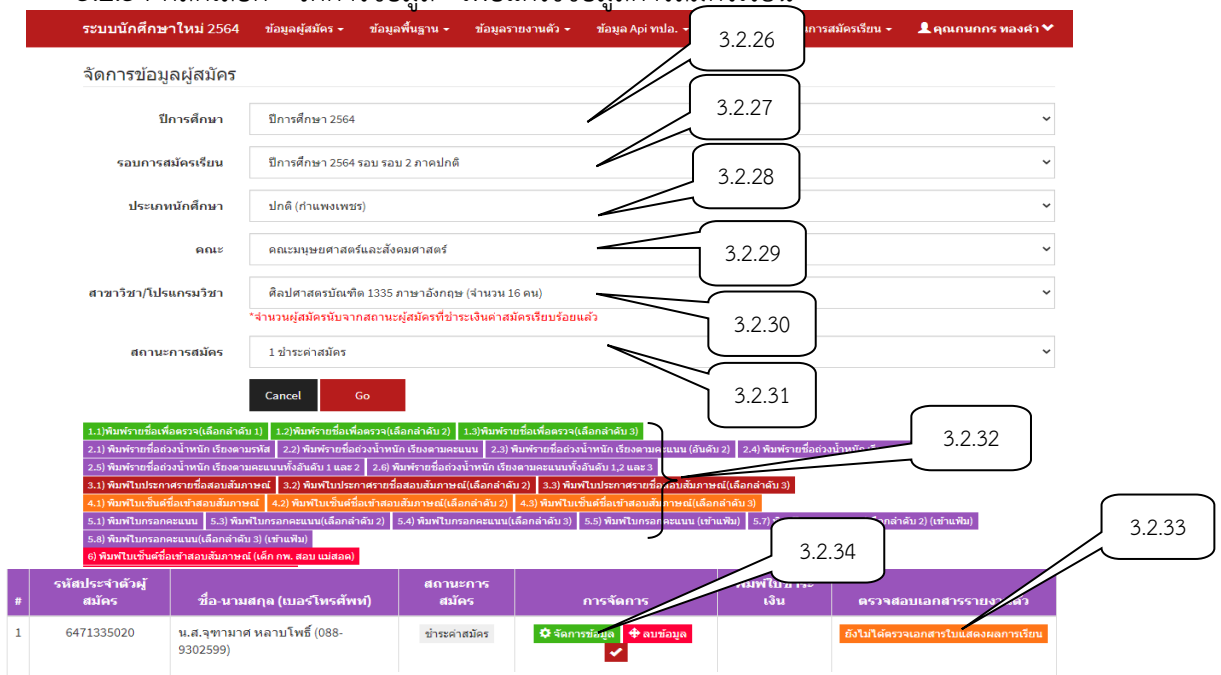 ระบบนักศึกษาใหม่ 2564 ข้อมูลผู้สมัคร ข้อมูลพื้นฐาน ข้อมูลรายงานตัว ข้อมูล Api ทปอ. การสมัครเรียน คุณกนกกร ทองคำ
3.2.26
จัดการข้อมูลผู้สมัคร
ปีการศึกษา ปีการศึกษา 2564
3.2.27
รอบการสมัครเรียน ปีการศึกษา 2564 รอบ รอบ 2 ภาคปกติ
3.2.28
ประเภทนักศึกษา ปกติ (กำแพงเพชร)
คณะ คณะมนุษยศาสตร์และสังคมศาสตร์
3.2.29
สาขาวิชา/โปรแกรมวิชา ศิลปศาสตรบัณฑิต 1335 ภาษาอังกฤษ (จำนวน 16 คน)
*จำนวนผู้สมัครนับจากสถานะผู้สมัครที่ชำระเงินค่าสมัครเรียบร้อยแล้ว
3.2.30
สถานะการสมัคร 1 ชำระค่าสมัคร
Cancel Go
3.2.31
1.1)พิมพ์รายชื่อเพื่อตรวจ(เลือกลำดับ 1) 1.2)พิมพ์รายชื่อเพื่อตรวจ(เลือกลำดับ 2) 1.3)พิมพ์รายชื่อเพื่อตรวจ(เลือกลำดับ 3)
3.2.32
2.1) พิมพ์รายชื่อถ่วงน้ำหนัก เรียงตามรหัส 2.2) พิมพ์รายชื่อถ่วงน้ำหนัก เรียงตามคะแนน 2.3) พิมพ์รายชื่อถ่วงน้ำหนัก เรียงตามคะแนน (อันดับ 2) 2.4) พิมพ์รายชื่อถ่วงน้ำหนัก
2.5) พิมพ์รายชื่อถ่วงน้ำหนัก เรียงตามคะแนนทั้งอันดับ 1 และ 2 2.6) พิมพ์รายชื่อถ่วงน้ำหนัก เรียงตามคะแนนทั้งอันดับ 1,2 และ 3
3.1) พิมพ์ใบประกาศรายชื่อสอบสัมภาษณ์ 3.2) พิมพ์ใบประกาศรายชื่อสอบสัมภาษณ์(เลือกลำดับ 2) 3.3) พิมพ์ใบประกาศรายชื่อสอบสัมภาษณ์(เลือกลำดับ 3)
4.1) พิมพ์ใบเซ็นต์ชื่อเข้าสอบสัมภาษณ์ 4.2) พิมพ์ใบเซ็นต์ชื่อเข้าสอบสัมภาษณ์(เลือกลำดับ 2) 4.3) พิมพ์ใบเซ็นต์ชื่อเข้าสอบสัมภาษณ์(เลือกลำดับ 3)
5.1) พิมพ์ใบกรอกคะแนน 5.3) พิมพ์ใบกรอกคะแนน(เลือกลำดับ 2) 5.4) พิมพ์ใบกรอกคะแนน(เลือกลำดับ 3) 5.5) พิมพ์ใบกรอกคะแนน (เข้าแฟ้ม) 5.7) ลำดับ 2) (เข้าแฟ้ม)
5.8) พิมพ์ใบกรอกคะแนน(เลือกลำดับ 3) (เข้าแฟ้ม)
3.2.33
3.2.34
6) พิมพ์ใบเซ็นต์ชื่อเข้าสอบสัมภาษณ์ (เด็ก กพ. สอบ แม่สอด)
# รหัสประจำตัวผู้สมัคร ชื่อ-นามสกุล (เบอร์โทรศัพท์) สถานะการสมัคร การจัดการ พิมพ์ใบชำระเงิน ตรวจสอบเอกสารรายงานตัว
1 6471335020 น.ส.จุฑามาศ หลาบโพธิ์ (088-9302599) ชำระค่าสมัคร จัดการข้อมูล ลบข้อมูล ยังไม่ได้ตรวจเอกสารใบแสดงผลการเรียน